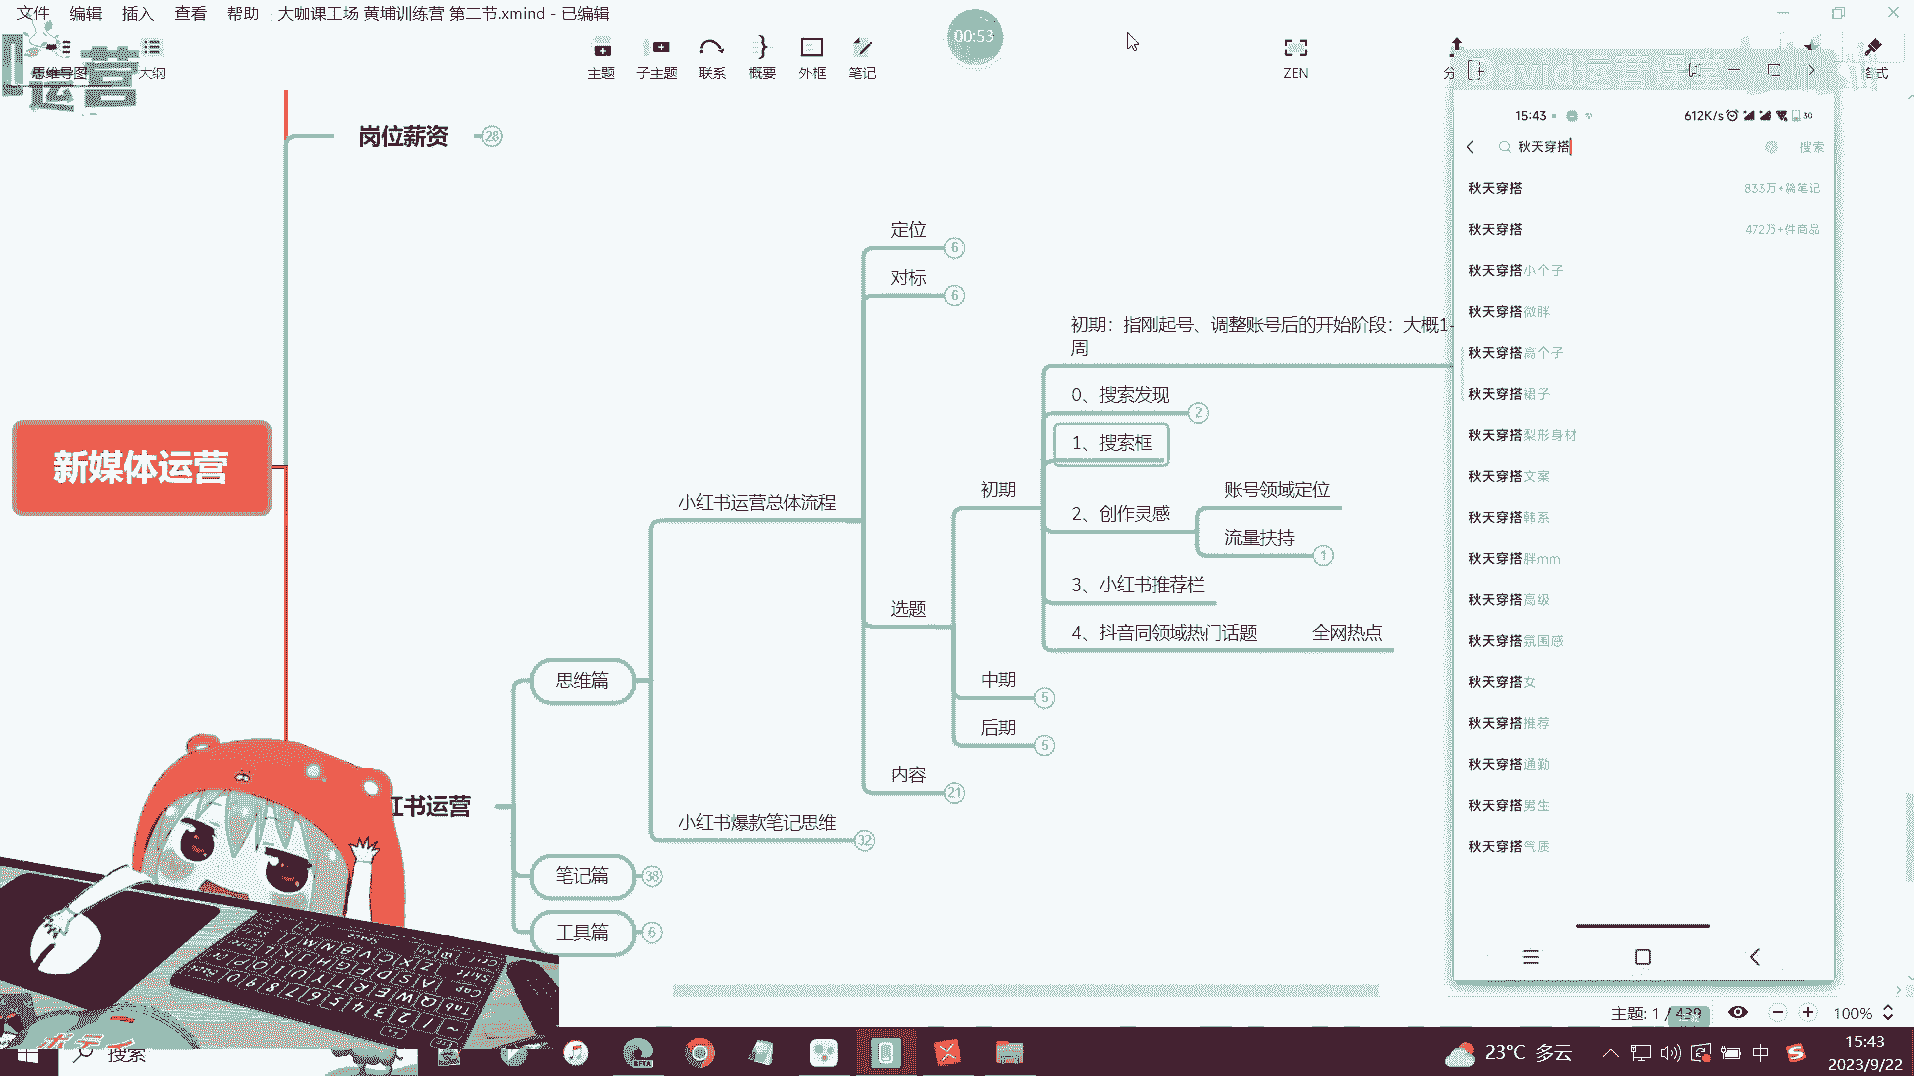 文件 编辑 插入 查看 帮助 大咖课工场 黄埔训练营 第二节.xmind - 已编辑
思维导图 大纲
主题 子主题 联系 概要 外框 笔记
00:53
ZEN
运营
岗位薪资 28
新媒体运营
定位 6
对标 6
初期：指刚起号、调整账号后的开始阶段：大概1-
周
0、搜索发现 2
1、搜索框
初期
账号领域定位
2、创作灵感
流量扶持 1
小红书运营总体流程
3、小红书推荐栏
选题
4、抖音同领域热门话题 全网热点
思维篇
中期 5
后期 5
内容 21
红书运营
小红书爆款笔记思维 32
笔记篇 38
工具篇 6
15:43 612K/s 30
秋天穿搭 搜索
秋天穿搭 833万+篇笔记
秋天穿搭 472万+件商品
秋天穿搭小个子
秋天穿搭微胖
秋天穿搭高个子
秋天穿搭裙子
秋天穿搭梨形身材
秋天穿搭文案
秋天穿搭韩系
秋天穿搭胖mm
秋天穿搭高级
秋天穿搭氛围感
秋天穿搭女
秋天穿搭推荐
秋天穿搭通勤
秋天穿搭男生
秋天穿搭气质
主题: 1 / 439 100%
搜索
BETA
23°C 多云 中
15:43
2023/9/22